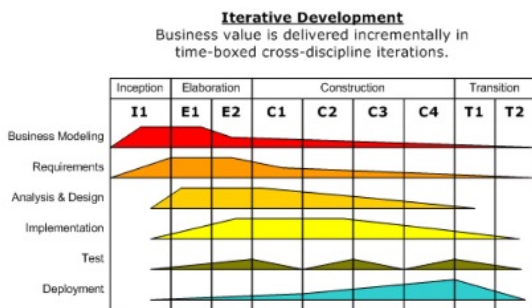 Iterative Development
Business value is delivered incrementally in
time-boxed cross-discipline iterations.
Inception Elaboration Construction Transition
I1 E1 E2 C1 C2 C3 C4 T1 T2
Business Modeling
Requirements
Analysis & Design
Implementation
Test
Deployment